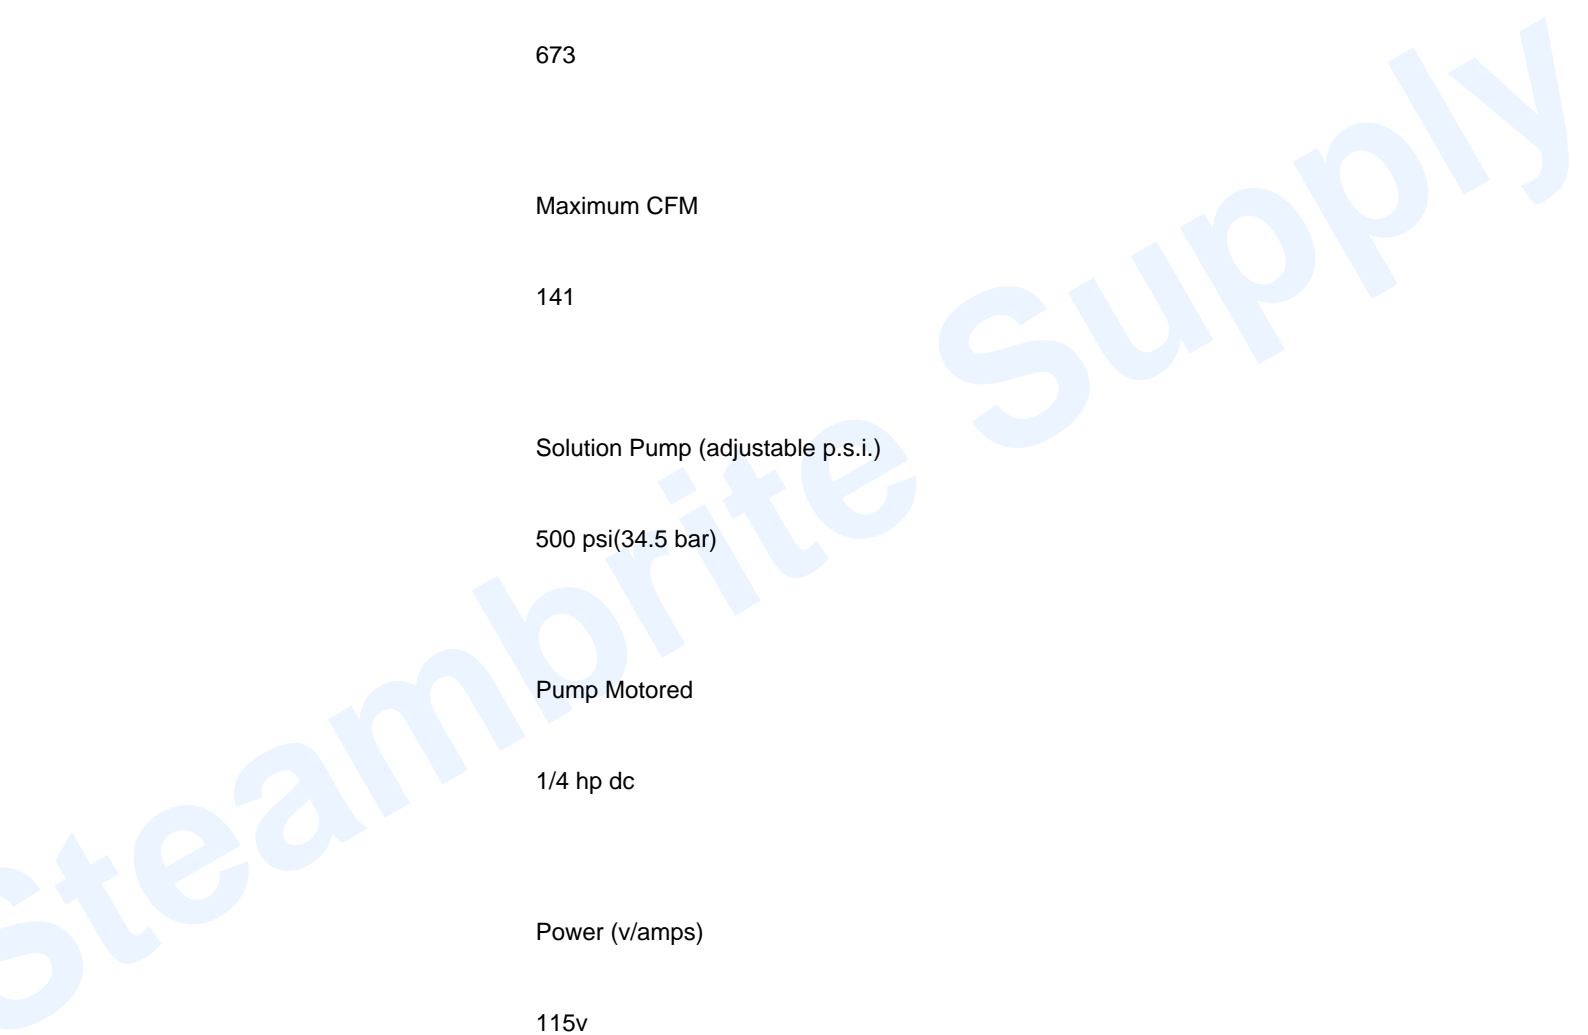 673
Maximum CFM
141
Solution Pump (adjustable p.s.i.)
500 psi(34.5 bar)
Pump Motored
1/4 hp dc
Power (v/amps)
115v
Steambrite Supply